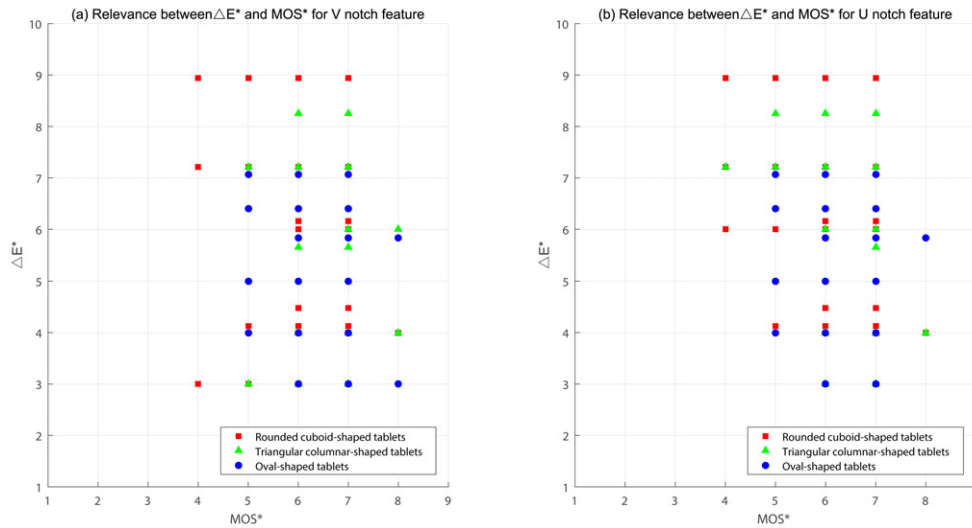 (a) Relevance between△E* and MOS* for V notch feature
10
9
8
7
6
5
4
3
2
1
△E*
1 2 3 4 5 6 7 8 9
MOS*
Rounded cuboid-shaped tablets
Triangular columnar-shaped tablets
Oval-shaped tablets
(b) Relevance between△E* and MOS* for U notch feature
10
9
8
7
6
5
4
3
2
1
△E*
1 2 3 4 5 6 7 8
MOS*
Rounded cuboid-shaped tablets
Triangular columnar-shaped tablets
Oval-shaped tablets